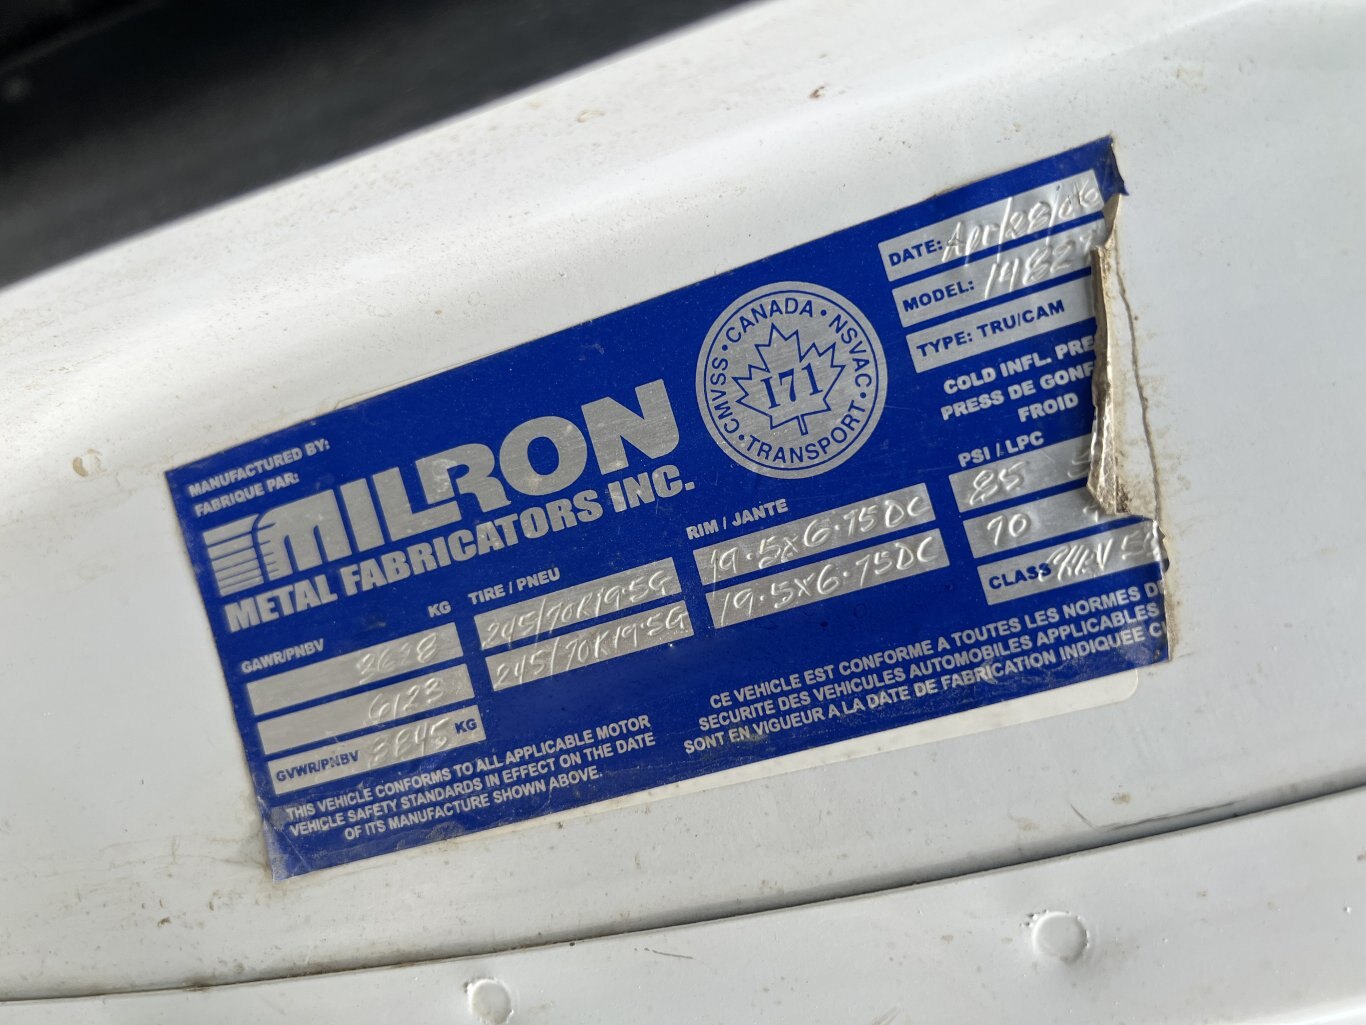 MANUFACTURED BY:
FABRIQUE PAR:
MILRON
METAL FABRICATORS INC.
CMVSS • CANADA • NSVAC • TRANSPORT •
171
DATE: Apr/28/06
MODEL:
TYPE: TRU/CAM
COLD INFL. PRE
PRESS DE GONF
FROID
GAWR/PNBV KG TIRE / PNEU RIM / JANTE PSI / LPC
3628 245/70R19.5G 19.5x6.75DC 85
6123 245/70R19.5G 19.5x6.75DC 90
GVWR/PNBV KG
CLASS
THIS VEHICLE CONFORMS TO ALL APPLICABLE MOTOR
VEHICLE SAFETY STANDARDS IN EFFECT ON THE DATE
OF ITS MANUFACTURE SHOWN ABOVE.
CE VEHICULE EST CONFORME A TOUTES LES NORMES DE
SECURITE DES VEHICULES AUTOMOBILES APPLICABLES
SONT EN VIGUEUR A LA DATE DE FABRICATION INDIQUEE C